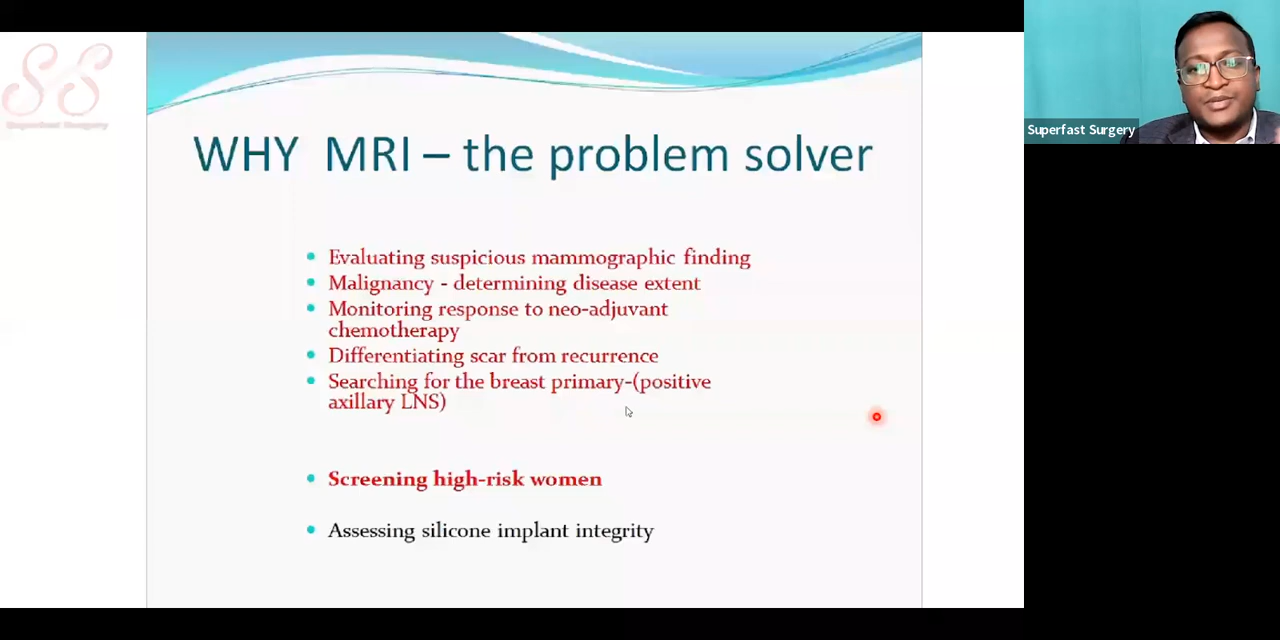 Superfast Surgery
Superfast Surgery
WHY MRI – the problem solver
• Evaluating suspicious mammographic finding
• Malignancy - determining disease extent
• Monitoring response to neo-adjuvant
chemotherapy
• Differentiating scar from recurrence
• Searching for the breast primary-(positive
axillary LNS)
• Screening high-risk women
• Assessing silicone implant integrity